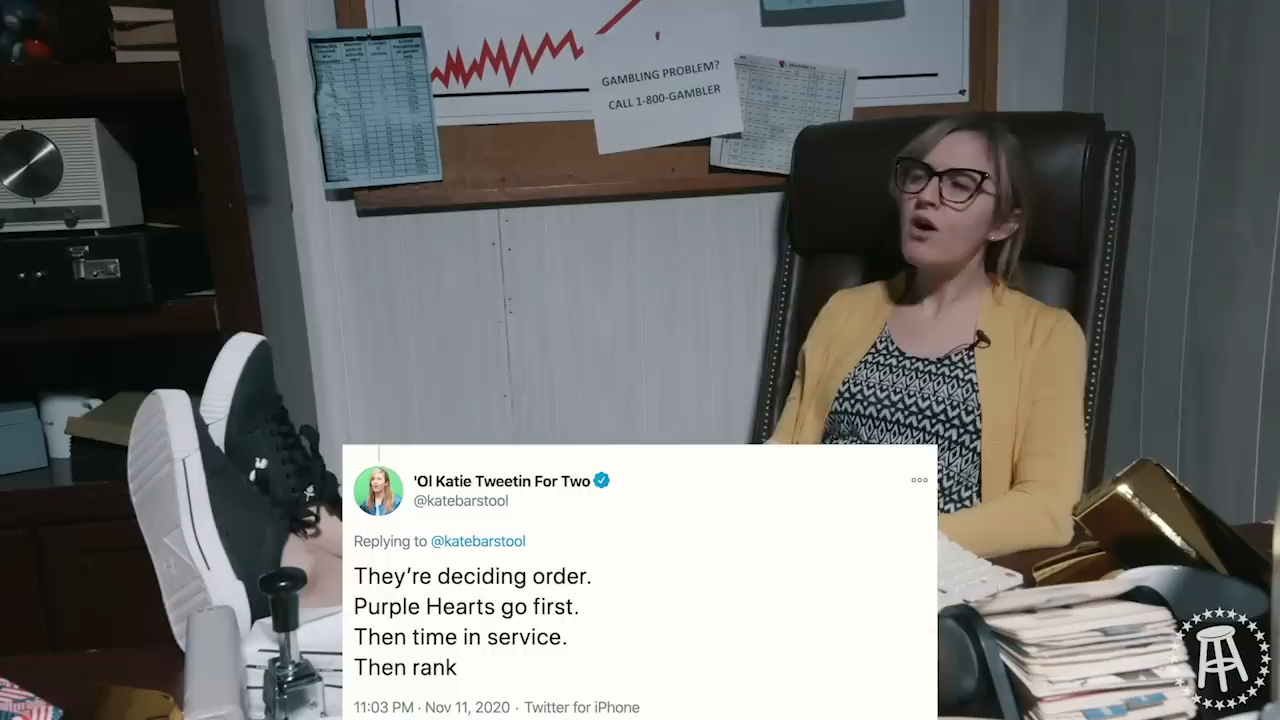 GAMBLING PROBLEM?
CALL 1-800-GAMBLER
'Ol Katie Tweetin For Two
@katebarstool
Replying to @katebarstool
They're deciding order.
Purple Hearts go first.
Then time in service.
Then rank
11:03 PM · Nov 11, 2020 · Twitter for iPhone